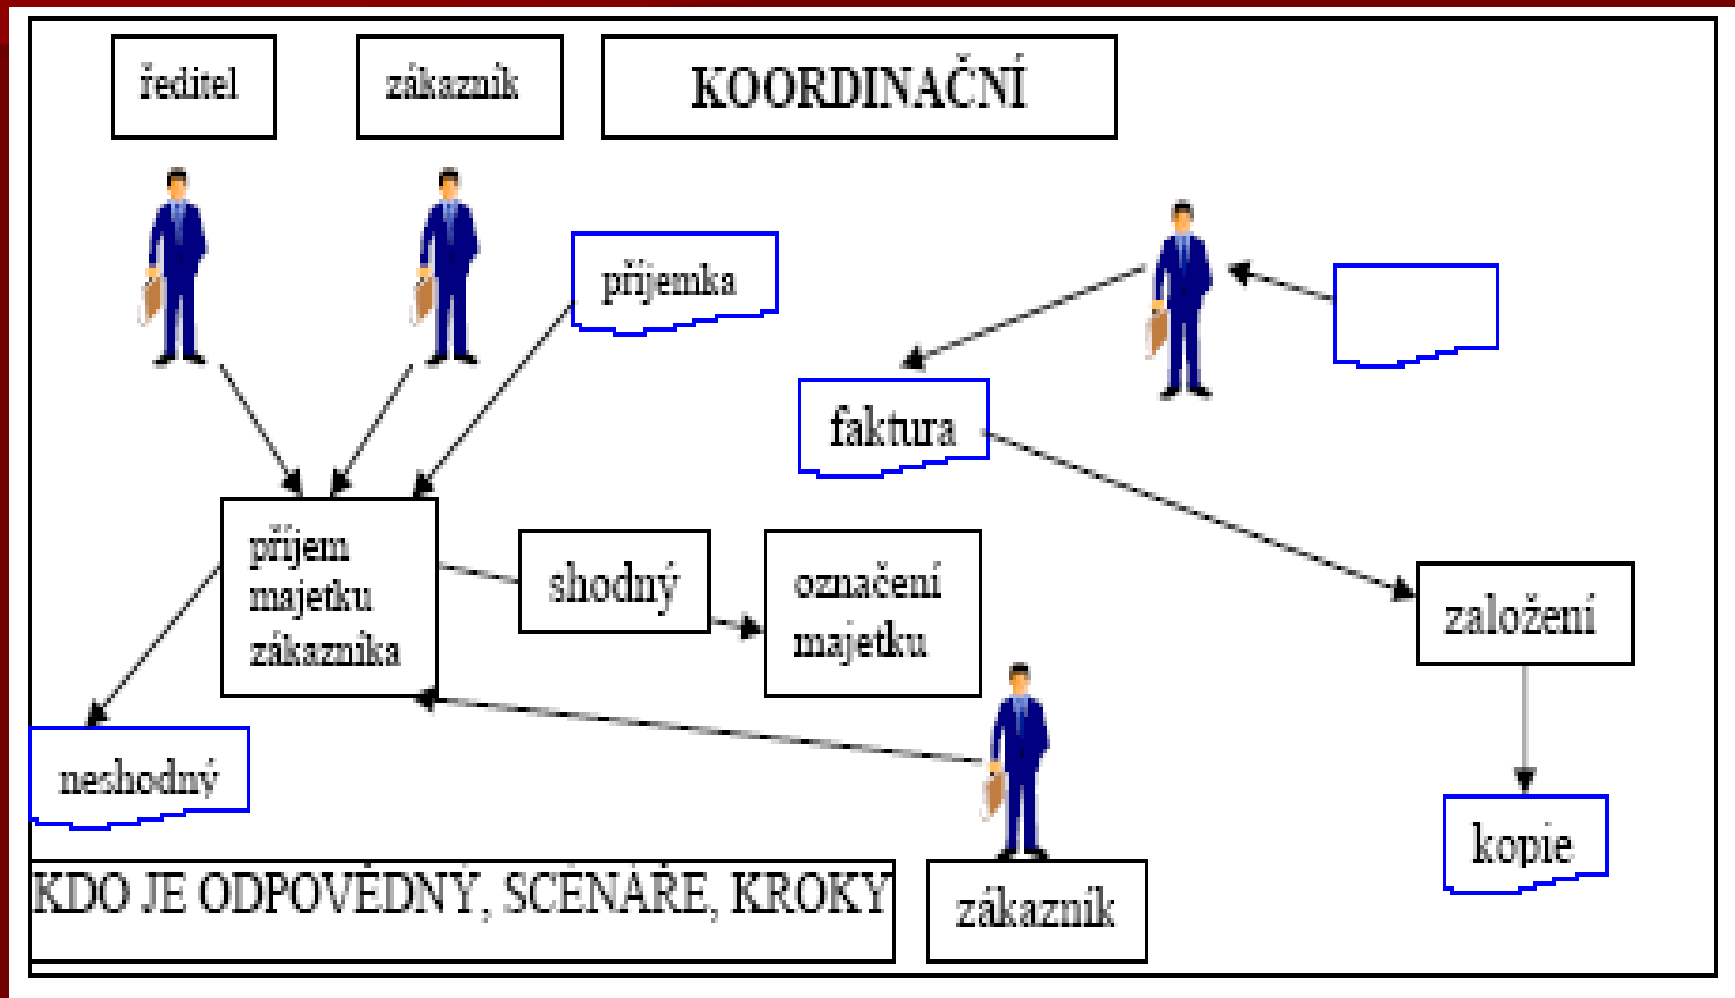 ředitel
zákazník
KOORDINAČNÍ
příjemka
faktura
příjem
majetku
zákazníka
shodný
označení
majetku
založení
neshodný
kopie
KDO JE ODPOVĚDNÝ, SCÉNÁŘE, KROKY
zákazník